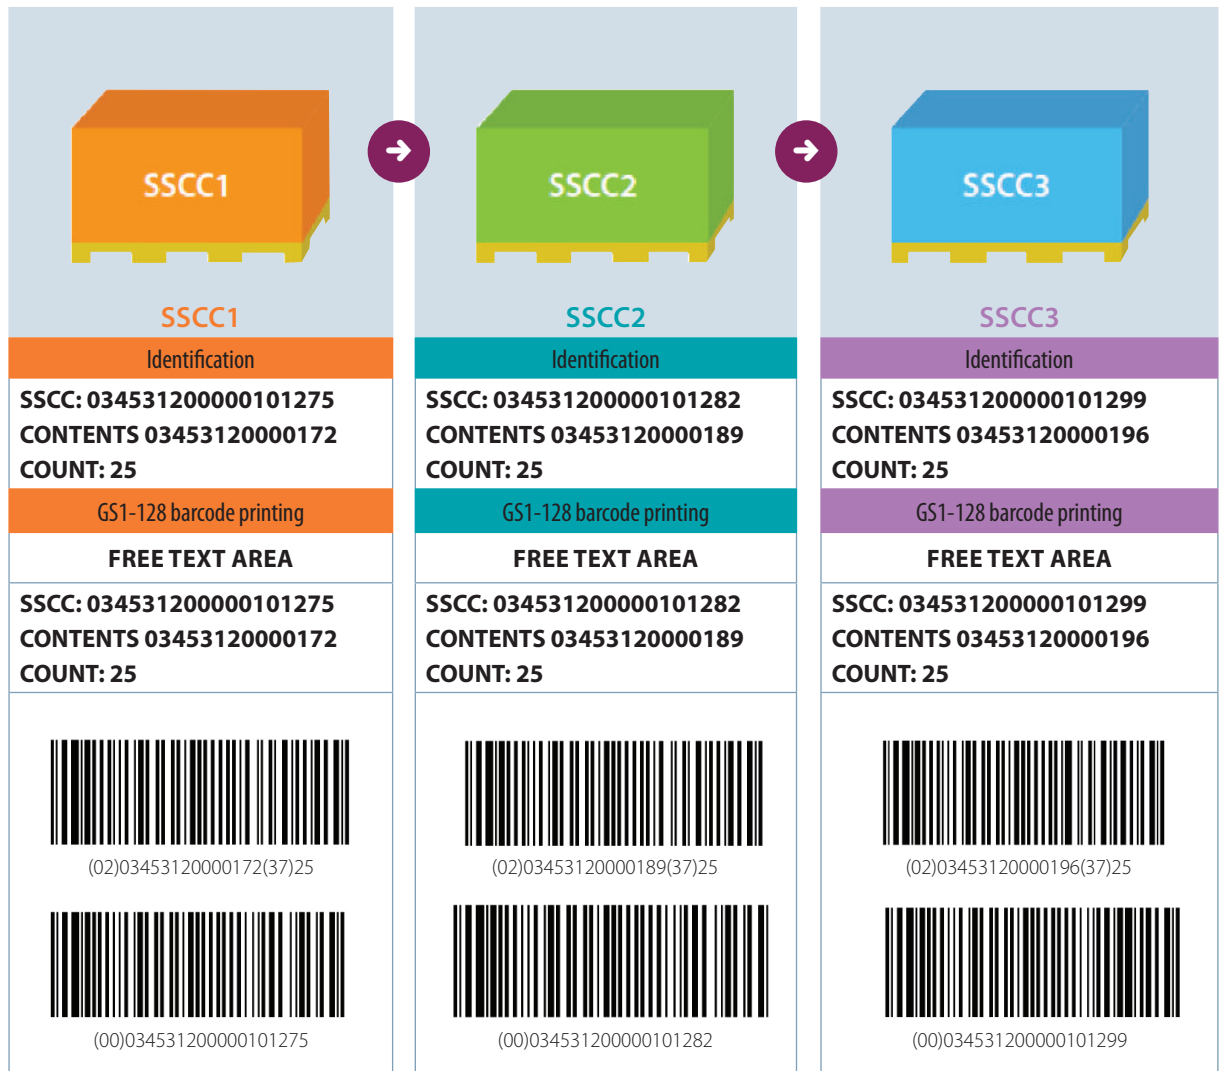 SSCC1
SSCC1
Identification
SSCC: 034531200000101275
CONTENTS 03453120000172
COUNT: 25
GS1-128 barcode printing
FREE TEXT AREA
SSCC: 034531200000101275
CONTENTS 03453120000172
COUNT: 25
(02)03453120000172(37)25
(00)034531200000101275
SSCC2
SSCC2
Identification
SSCC: 034531200000101282
CONTENTS 03453120000189
COUNT: 25
GS1-128 barcode printing
FREE TEXT AREA
SSCC: 034531200000101282
CONTENTS 03453120000189
COUNT: 25
(02)03453120000189(37)25
(00)034531200000101282
SSCC3
SSCC3
Identification
SSCC: 034531200000101299
CONTENTS 03453120000196
COUNT: 25
GS1-128 barcode printing
FREE TEXT AREA
SSCC: 034531200000101299
CONTENTS 03453120000196
COUNT: 25
(02)03453120000196(37)25
(00)034531200000101299